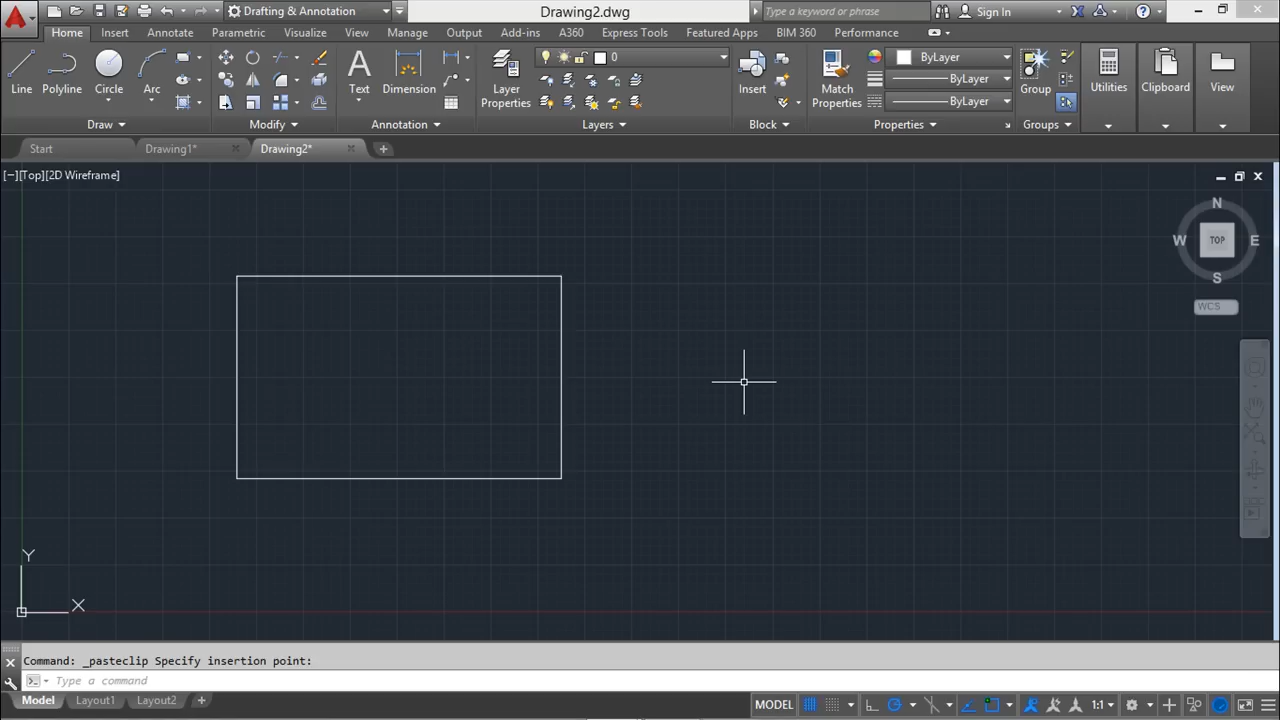 Drafting & Annotation
Drawing2.dwg
Type a keyword or phrase
Sign In
Home Insert Annotate Parametric Visualize View Manage Output Add-ins A360 Express Tools Featured Apps BIM 360 Performance
Line Polyline Circle Arc
Text Dimension
Layer Properties
0
Insert
Match Properties
ByLayer
ByLayer
ByLayer
Group
Utilities Clipboard View
Draw Modify Annotation Layers Block Properties Groups
Start Drawing1* Drawing2*
[−][Top][2D Wireframe]
N
W TOP E
S
WCS
Y
X
Command: _pasteclip Specify insertion point:
Type a command
Model Layout1 Layout2 MODEL 1:1